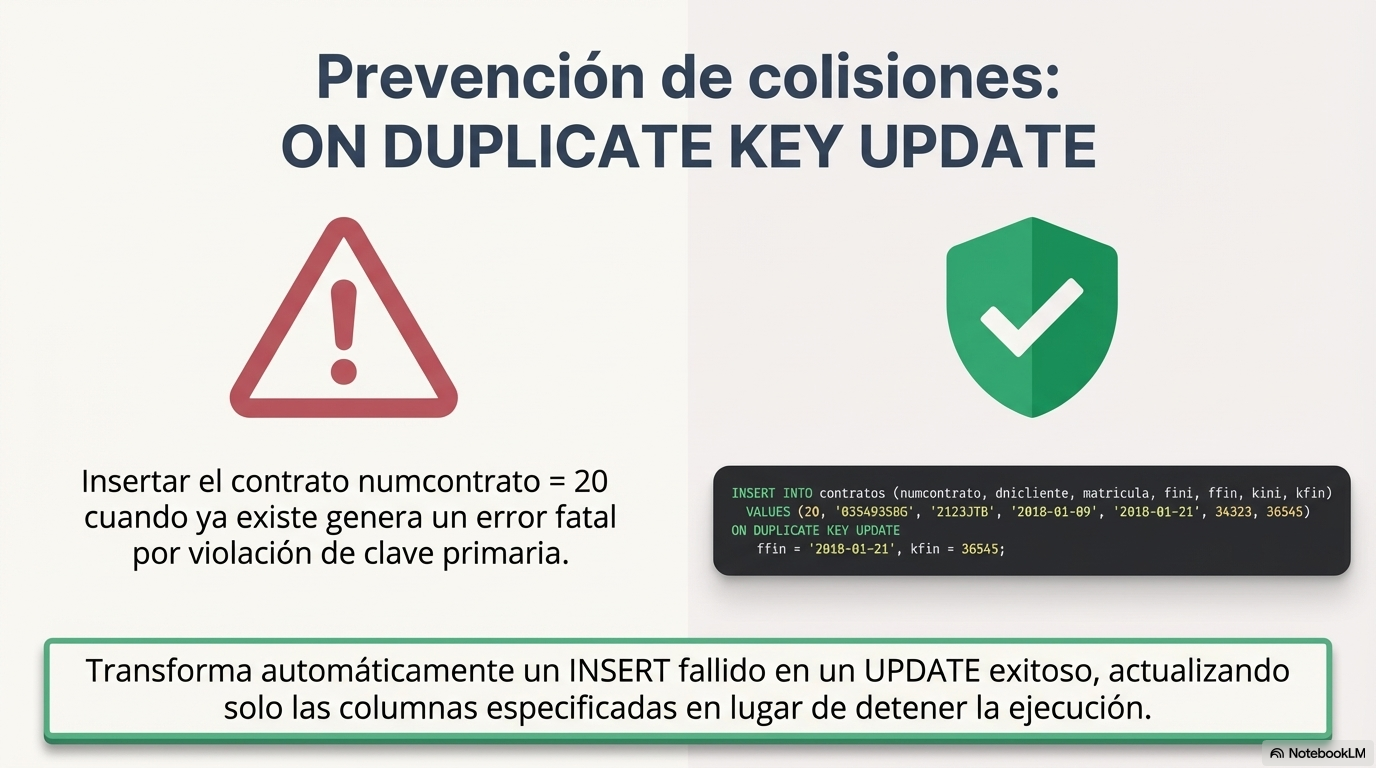 Prevención de colisiones:
ON DUPLICATE KEY UPDATE
Insertar el contrato numcontrato = 20
cuando ya existe genera un error fatal
por violación de clave primaria.
INSERT INTO contratos (numcontrato, dnicliente, matricula, fini, ffin, kini, kfin)
VALUES (20, '03549358G', '2123JTB', '2018-01-09', '2018-01-21', 34323, 36545)
ON DUPLICATE KEY UPDATE
ffin = '2018-01-21', kfin = 36545;
Transforma automáticamente un INSERT fallido en un UPDATE exitoso, actualizando
solo las columnas especificadas en lugar de detener la ejecución.
NotebookLM